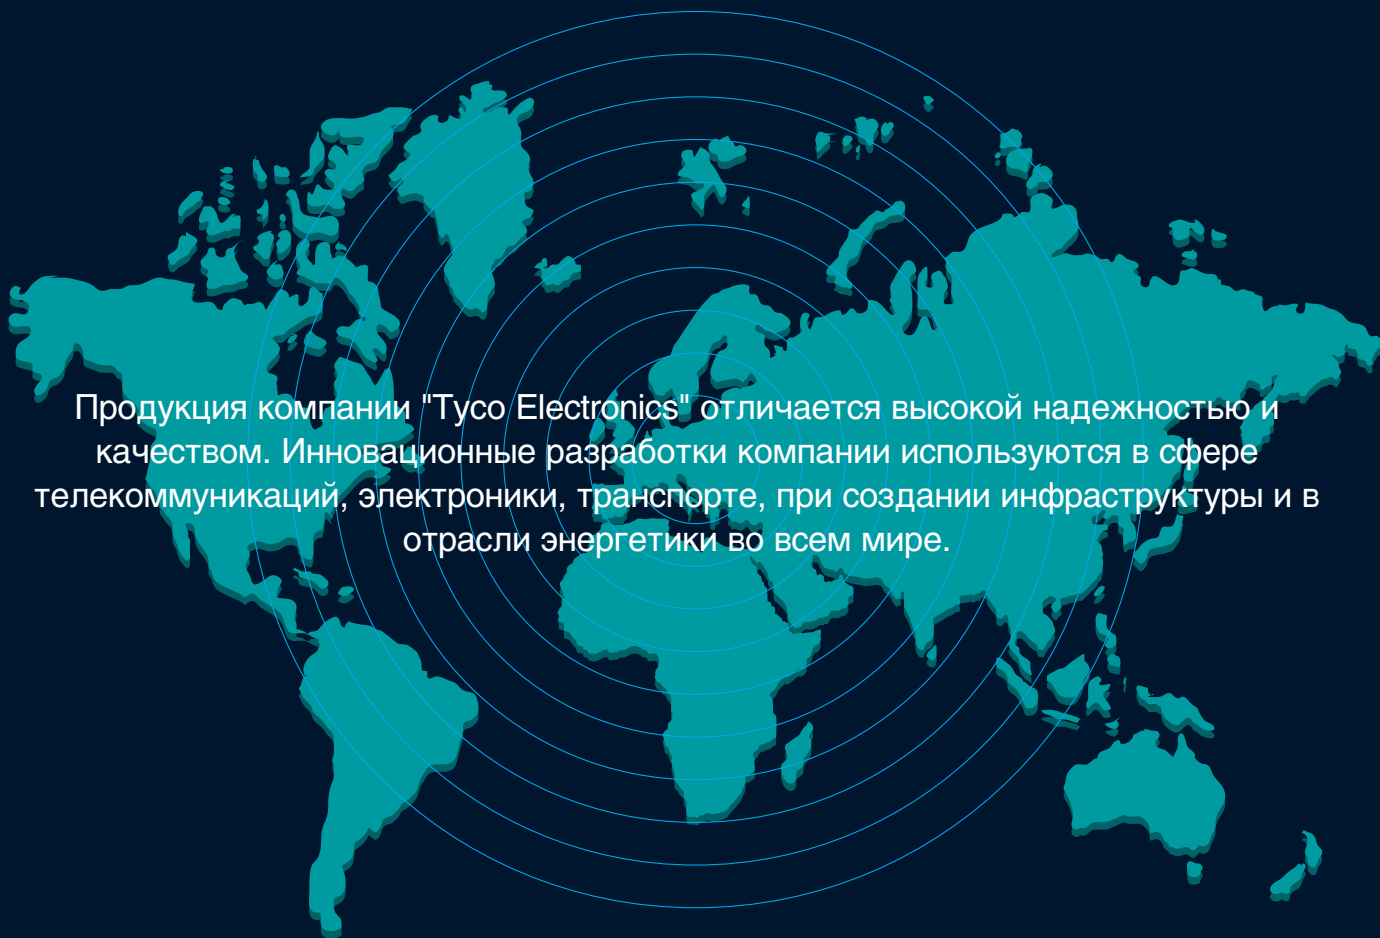 Продукция компании "Tyco Electronics" отличается высокой надежностью и
качеством. Инновационные разработки компании используются в сфере
телекоммуникаций, электроники, транспорте, при создании инфраструктуры и в
отрасли энергетики во всем мире.